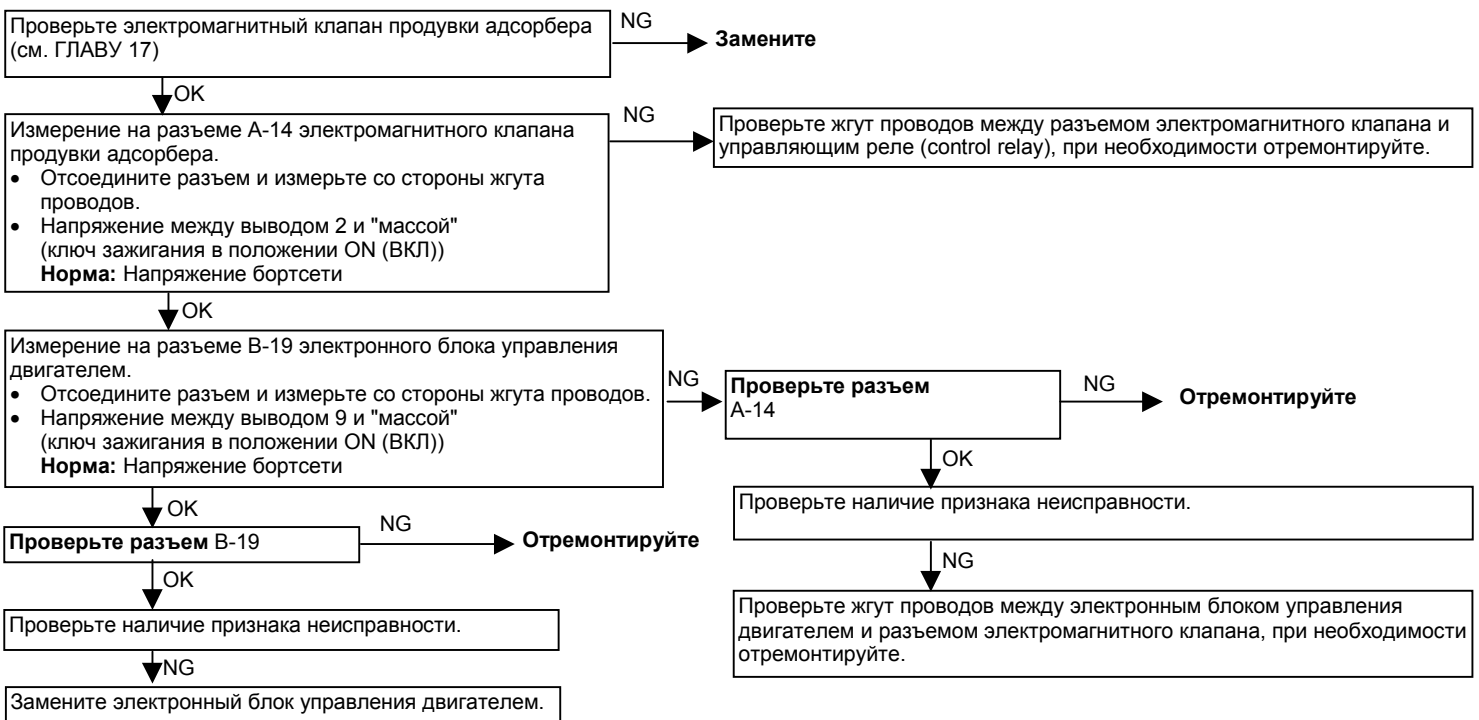 Проверьте электромагнитный клапан продувки адсорбера
(см. ГЛАВУ 17)
NG
Замените
OK
Измерение на разъеме A-14 электромагнитного клапана
продувки адсорбера.
• Отсоедините разъем и измерьте со стороны жгута
проводов.
• Напряжение между выводом 2 и "массой"
(ключ зажигания в положении ON (ВКЛ))
Норма: Напряжение бортсети
NG
Проверьте жгут проводов между разъемом электромагнитного клапана и
управляющим реле (control relay), при необходимости отремонтируйте.
OK
Измерение на разъеме B-19 электронного блока управления
двигателем.
• Отсоедините разъем и измерьте со стороны жгута проводов.
• Напряжение между выводом 9 и "массой"
(ключ зажигания в положении ON (ВКЛ))
Норма: Напряжение бортсети
NG
Проверьте разъем
A-14
NG
Отремонтируйте
OK
Проверьте наличие признака неисправности.
NG
Проверьте жгут проводов между электронным блоком управления
двигателем и разъемом электромагнитного клапана, при необходимости
отремонтируйте.
OK
Проверьте разъем B-19
NG
Отремонтируйте
OK
Проверьте наличие признака неисправности.
NG
Замените электронный блок управления двигателем.